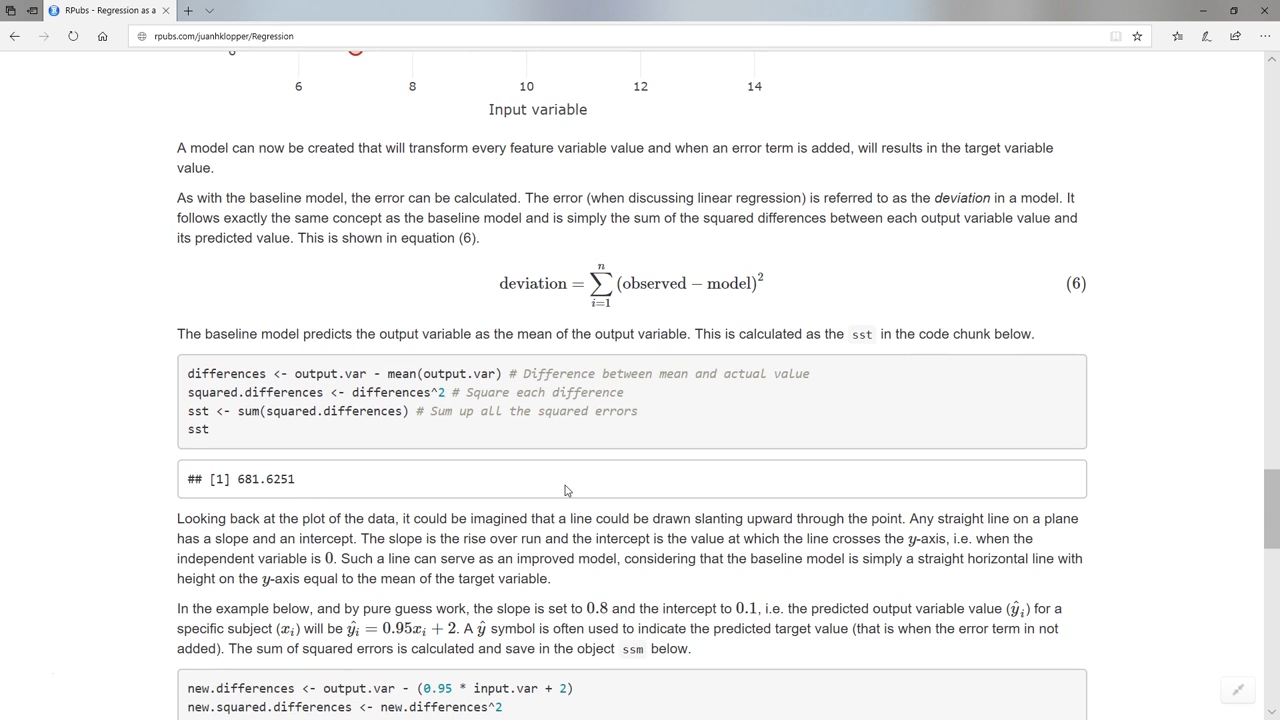 RPubs - Regression as a
rpubs.com/juanhklopper/Regression
6 8 10 12 14
Input variable
A model can now be created that will transform every feature variable value and when an error term is added, will results in the target variable
value.
As with the baseline model, the error can be calculated. The error (when discussing linear regression) is referred to as the deviation in a model. It
follows exactly the same concept as the baseline model and is simply the sum of the squared differences between each output variable value and
its predicted value. This is shown in equation (6).
deviation = ∑ⁿᵢ₌₁ (observed − model)² (6)
The baseline model predicts the output variable as the mean of the output variable. This is calculated as the sst in the code chunk below.
differences <- output.var - mean(output.var) # Difference between mean and actual value
squared.differences <- differences^2 # Square each difference
sst <- sum(squared.differences) # Sum up all the squared errors
sst
## [1] 681.6251
Looking back at the plot of the data, it could be imagined that a line could be drawn slanting upward through the point. Any straight line on a plane
has a slope and an intercept. The slope is the rise over run and the intercept is the value at which the line crosses the y-axis, i.e. when the
independent variable is 0. Such a line can serve as an improved model, considering that the baseline model is simply a straight horizontal line with
height on the y-axis equal to the mean of the target variable.
In the example below, and by pure guess work, the slope is set to 0.8 and the intercept to 0.1, i.e. the predicted output variable value (ŷᵢ) for a
specific subject (xᵢ) will be ŷᵢ = 0.95xᵢ + 2. A ŷ symbol is often used to indicate the predicted target value (that is when the error term in not
added). The sum of squared errors is calculated and save in the object ssm below.
new.differences <- output.var - (0.95 * input.var + 2)
new.squared.differences <- new.differences^2